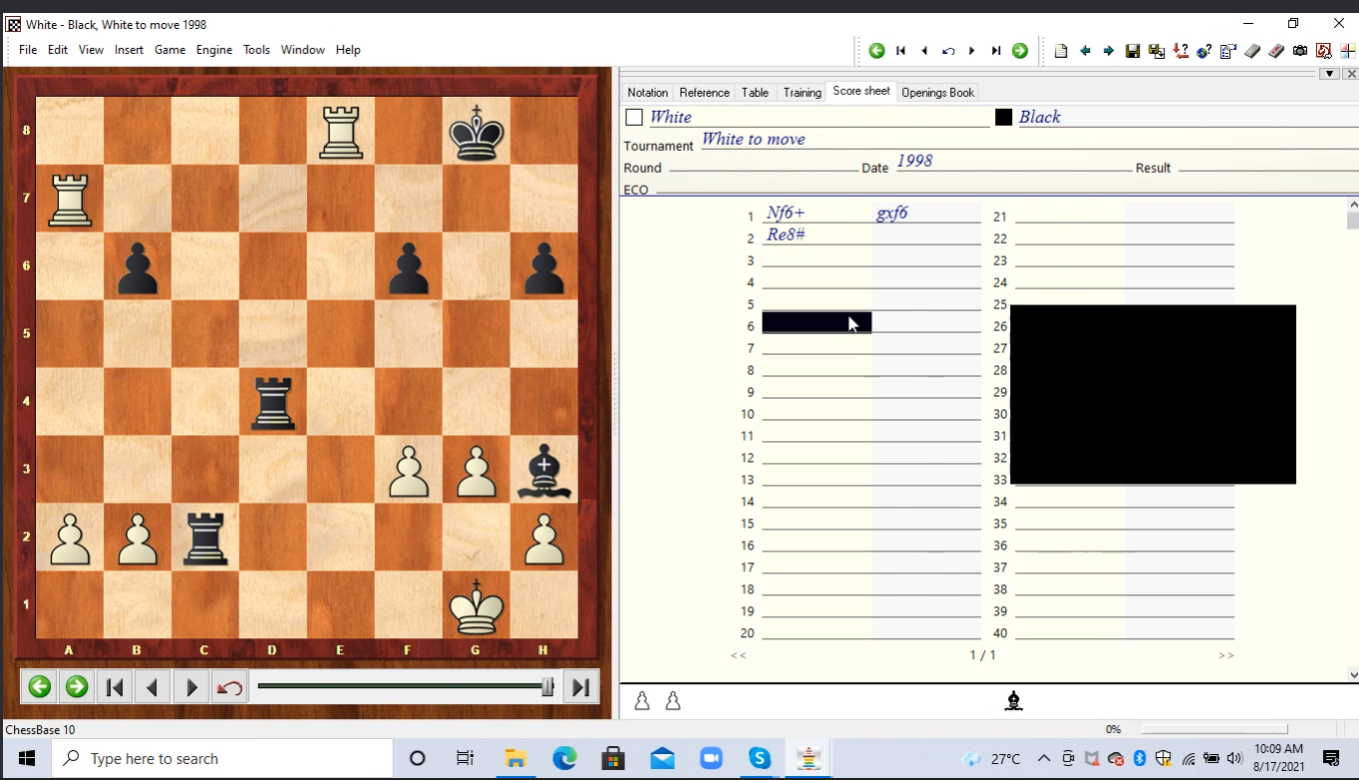 White - Black, White to move 1998
File Edit View Insert Game Engine Tools Window Help
Notation Reference Table Training Score sheet Openings Book
White Black
Tournament White to move
Round Date 1998 Result
ECO
1 Nf6+ gxf6 21
2 Re8# 22
3 23
4 24
5 25
6 26
7 27
8 28
9 29
10 30
11 31
12 32
13 33
14 34
15 35
16 36
17 37
18 38
19 39
20 40
<< 1 / 1 >>
8
7
6
5
4
3
2
1
A B C D E F G H
ChessBase 10 0%
Type here to search 27°C 10:09 AM
8/17/2021